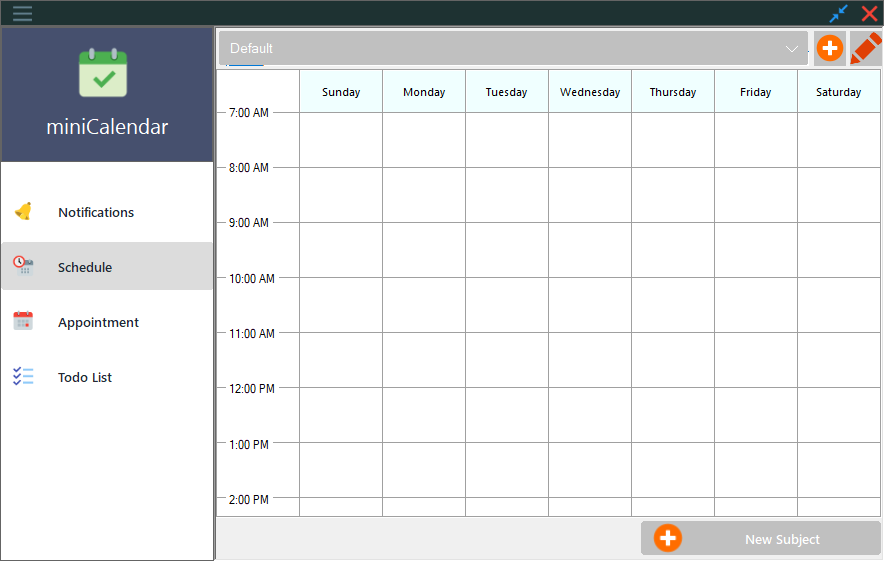 Default
miniCalendar
Notifications
Schedule
Appointment
Todo List
Sunday Monday Tuesday Wednesday Thursday Friday Saturday
7:00 AM
8:00 AM
9:00 AM
10:00 AM
11:00 AM
12:00 PM
1:00 PM
2:00 PM
New Subject